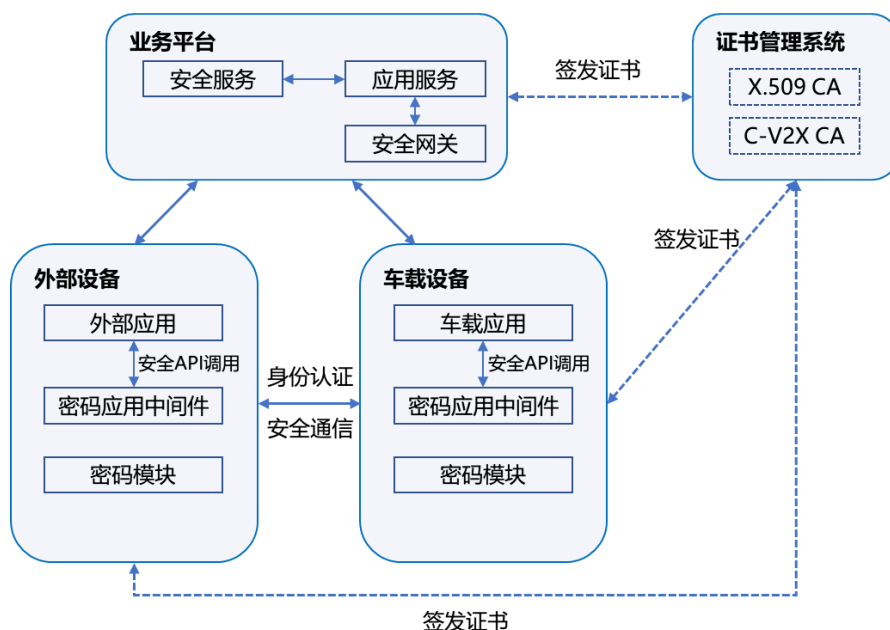 业务平台
安全服务
应用服务
安全网关
签发证书
证书管理系统
X.509 CA
C-V2X CA
签发证书
外部设备
外部应用
安全API调用
密码应用中间件
密码模块
身份认证
安全通信
车载设备
车载应用
安全API调用
密码应用中间件
密码模块
签发证书